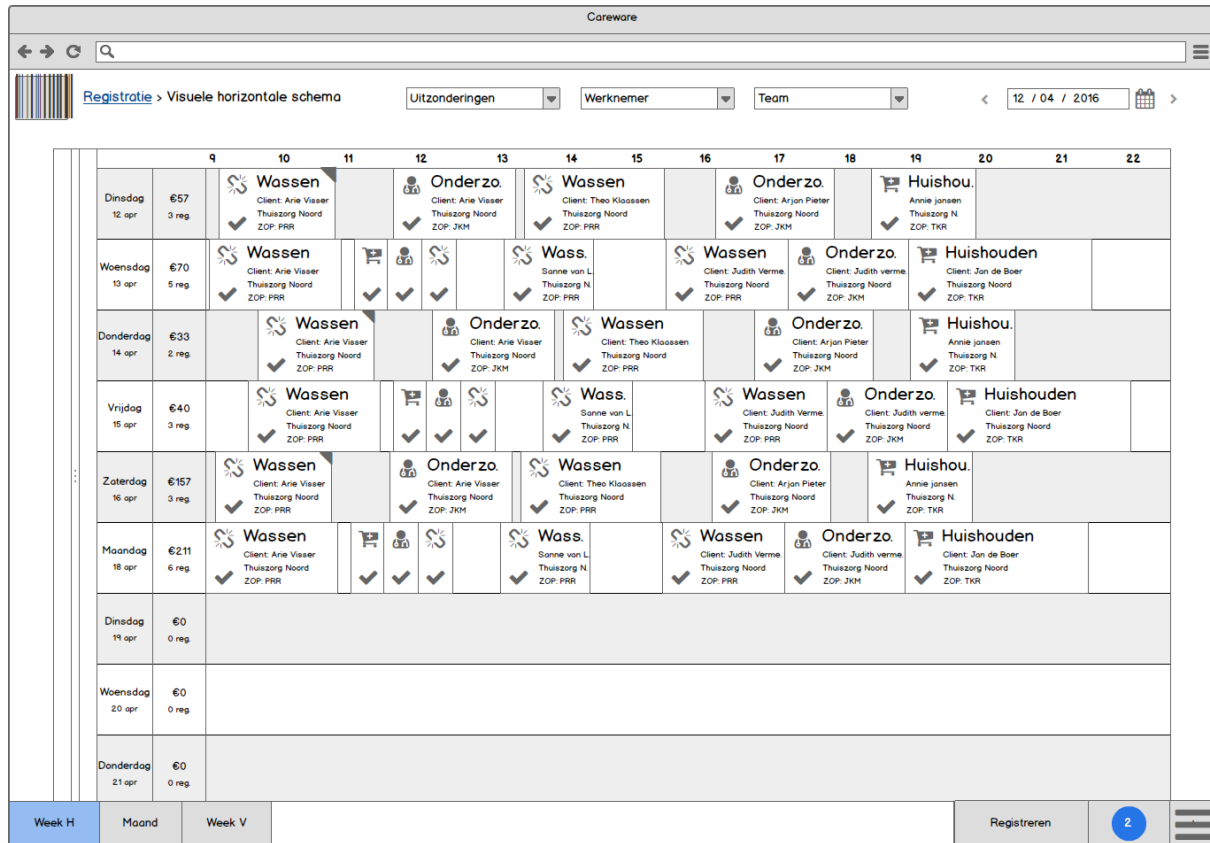 Careware
Registratie > Visuele horizontale schema
Uitzonderingen
Werknemer
Team
12 / 04 / 2016
9 10 11 12 13 14 15 16 17 18 19 20 21 22
Dinsdag
12 apr
€57
3 reg.
Wassen
Client: Arie Visser
Thuiszorg Noord
ZOP: PRR
Onderzo.
Client: Arie Visser
Thuiszorg Noord
ZOP: JKM
Wassen
Client: Theo Klaassen
Thuiszorg Noord
ZOP: PRR
Onderzo.
Client: Arjan Pieter
Thuiszorg Noord
ZOP: JKM
Huishou.
Annie jansen
Thuiszorg N.
ZOP: TKR
Woensdag
13 apr
€70
5 reg.
Wassen
Client: Arie Visser
Thuiszorg Noord
ZOP: PRR
Wass.
Sanne van L.
Thuiszorg N.
ZOP: PRR
Wassen
Client: Judith Verme.
Thuiszorg Noord
ZOP: PRR
Onderzo.
Client: Judith verme.
Thuiszorg Noord
ZOP: JKM
Huishouden
Client: Jan de Boer
Thuiszorg Noord
ZOP: TKR
Donderdag
14 apr
€33
2 reg.
Wassen
Client: Arie Visser
Thuiszorg Noord
ZOP: PRR
Onderzo.
Client: Arie Visser
Thuiszorg Noord
ZOP: JKM
Wassen
Client: Theo Klaassen
Thuiszorg Noord
ZOP: PRR
Onderzo.
Client: Arjan Pieter
Thuiszorg Noord
ZOP: JKM
Huishou.
Annie jansen
Thuiszorg N.
ZOP: TKR
Vrijdag
15 apr
€40
3 reg.
Wassen
Client: Arie Visser
Thuiszorg Noord
ZOP: PRR
Wass.
Sanne van L.
Thuiszorg N.
ZOP: PRR
Wassen
Client: Judith Verme.
Thuiszorg Noord
ZOP: PRR
Onderzo.
Client: Judith verme.
Thuiszorg Noord
ZOP: JKM
Huishouden
Client: Jan de Boer
Thuiszorg Noord
ZOP: TKR
Zaterdag
16 apr
€157
3 reg.
Wassen
Client: Arie Visser
Thuiszorg Noord
ZOP: PRR
Onderzo.
Client: Arie Visser
Thuiszorg Noord
ZOP: JKM
Wassen
Client: Theo Klaassen
Thuiszorg Noord
ZOP: PRR
Onderzo.
Client: Arjan Pieter
Thuiszorg Noord
ZOP: JKM
Huishou.
Annie jansen
Thuiszorg N.
ZOP: TKR
Maandag
18 apr
€211
6 reg.
Wassen
Client: Arie Visser
Thuiszorg Noord
ZOP: PRR
Wass.
Sanne van L.
Thuiszorg N.
ZOP: PRR
Wassen
Client: Judith Verme.
Thuiszorg Noord
ZOP: PRR
Onderzo.
Client: Judith verme.
Thuiszorg Noord
ZOP: JKM
Huishouden
Client: Jan de Boer
Thuiszorg Noord
ZOP: TKR
Dinsdag
19 apr
€0
0 reg.
Woensdag
20 apr
€0
0 reg.
Donderdag
21 apr
€0
0 reg.
Week H
Maand
Week V
Registreren
2